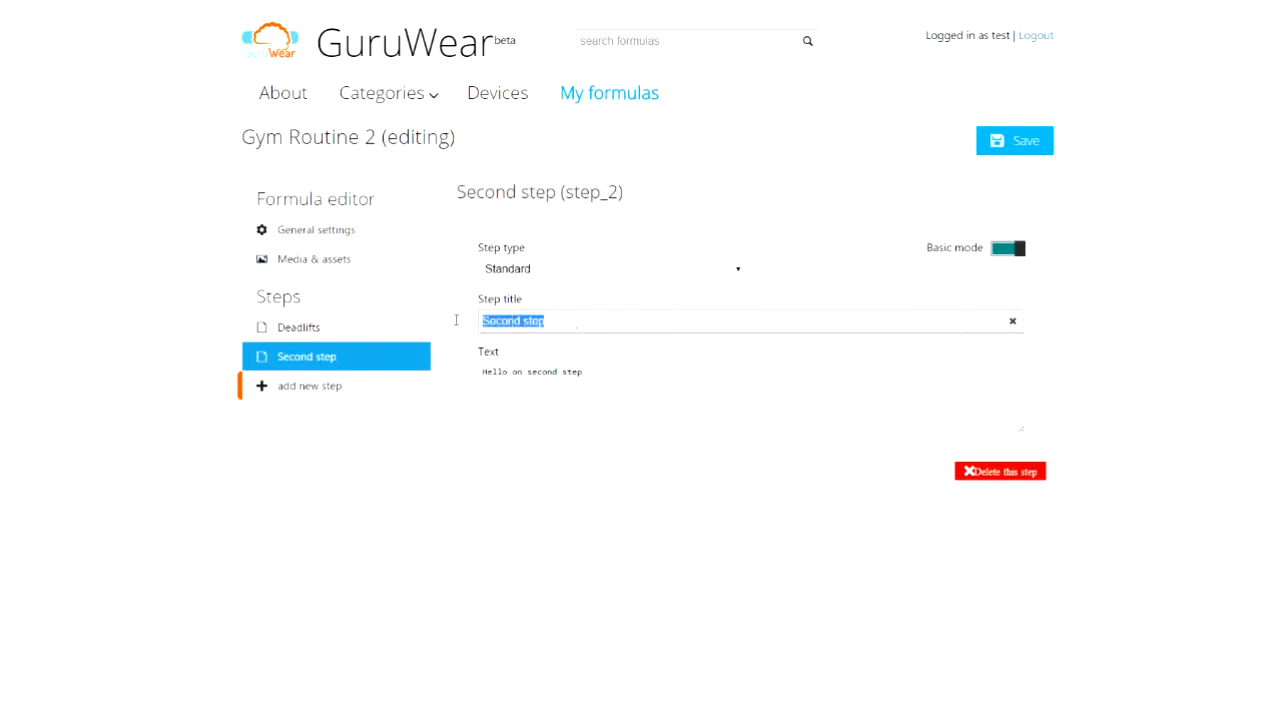 GuruWear beta
search formulas
Logged in as test | Logout
About Categories Devices My formulas
Gym Routine 2 (editing)
Save
Formula editor
General settings
Media & assets
Steps
Deadlifts
Second step
add new step
Second step (step_2)
Step type
Basic mode
Standard
Step title
Second step
Text
Hello on second step
Delete this step